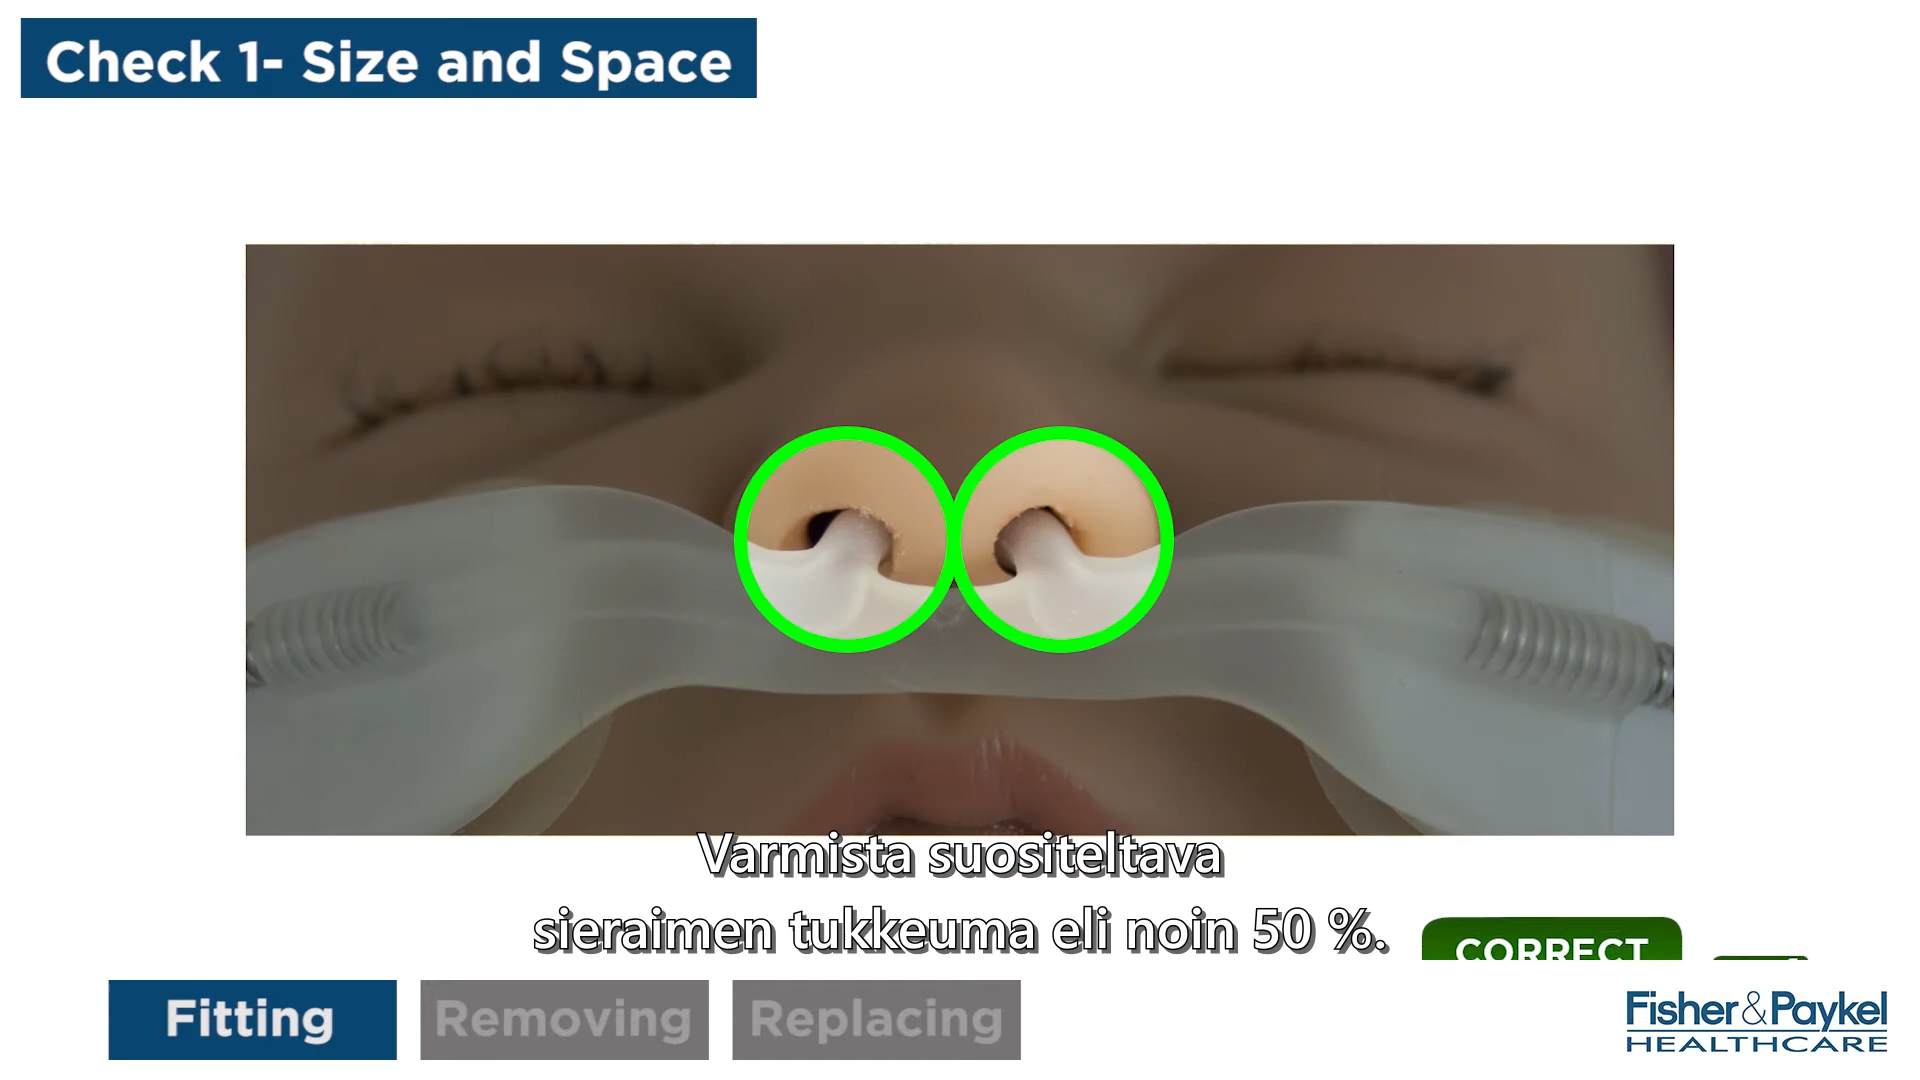 Check 1- Size and Space
Varmista suositeltava
sieraimen tukkeuma eli noin 50 %.
CORRECT
Fitting
Removing
Replacing
Fisher&Paykel
HEALTHCARE